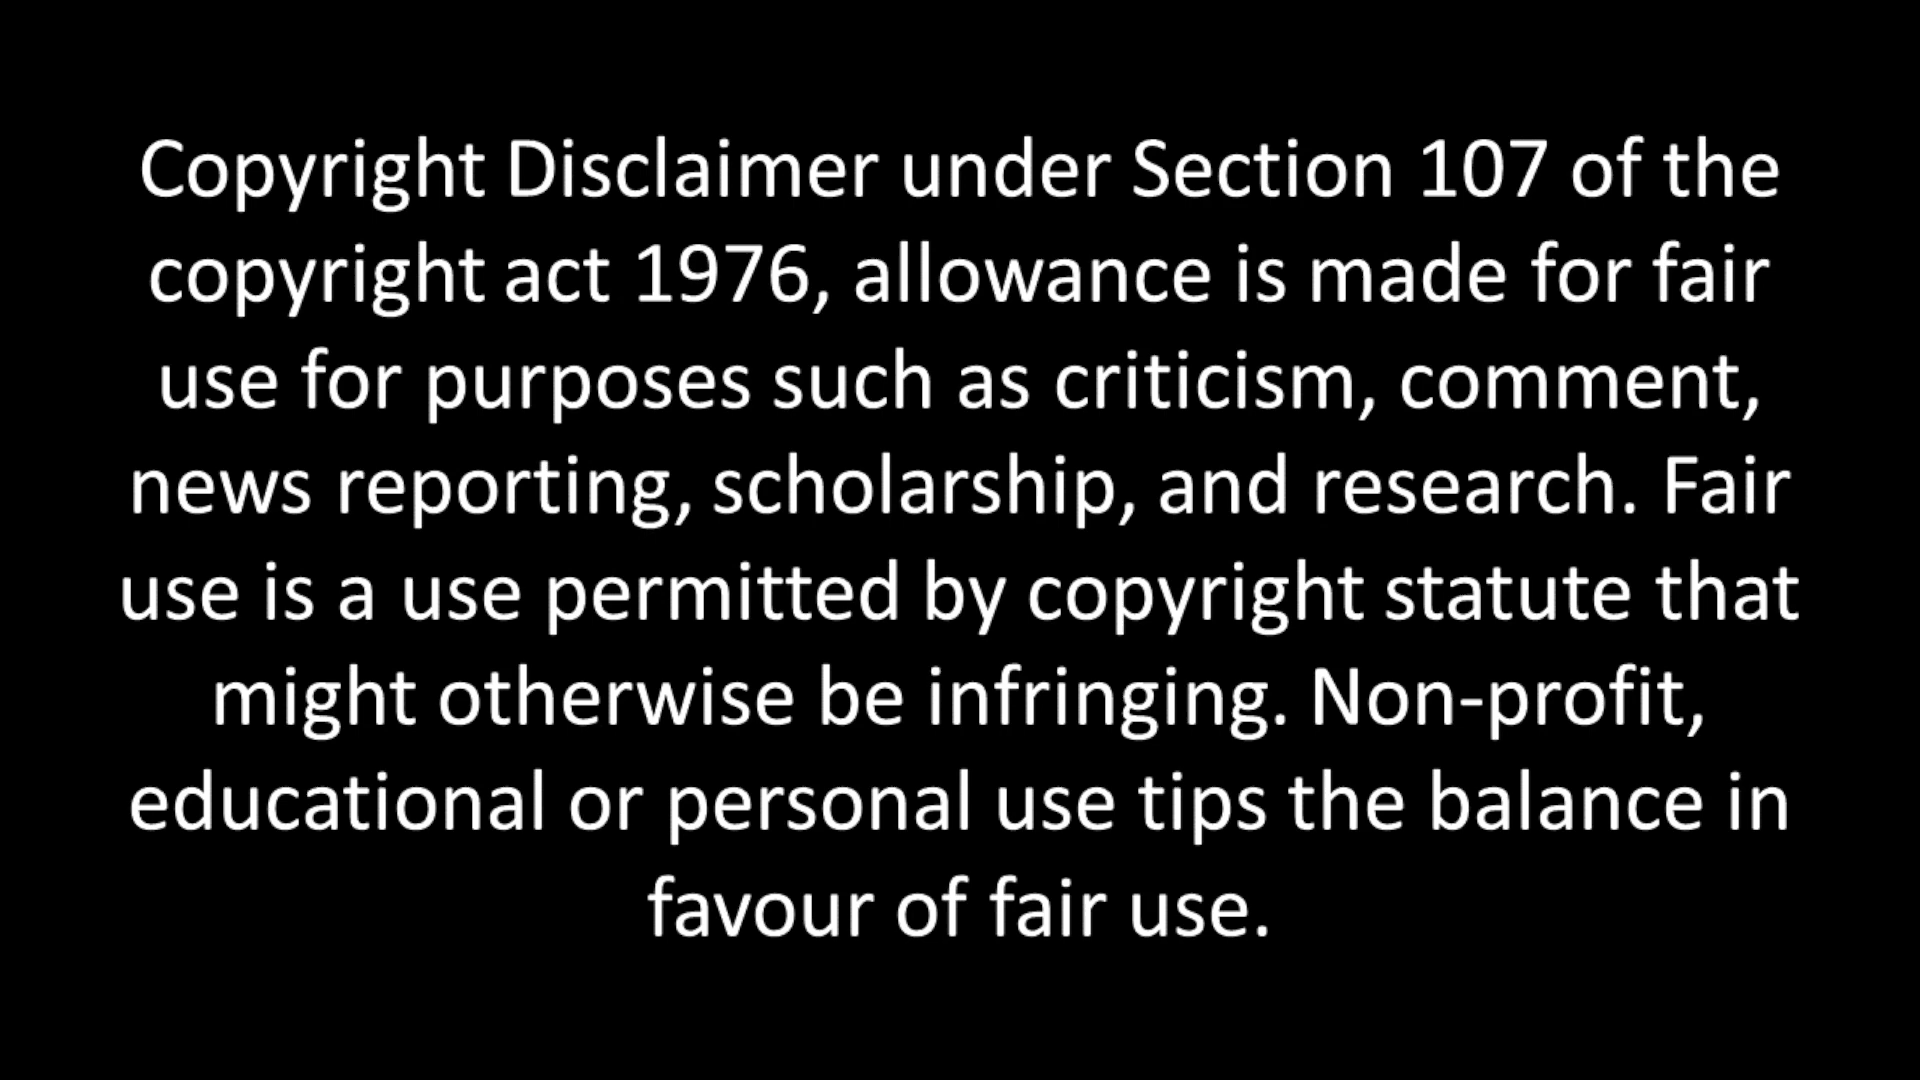 Copyright Disclaimer under Section 107 of the
copyright act 1976, allowance is made for fair
use for purposes such as criticism, comment,
news reporting, scholarship, and research. Fair
use is a use permitted by copyright statute that
might otherwise be infringing. Non-profit,
educational or personal use tips the balance in
favour of fair use.